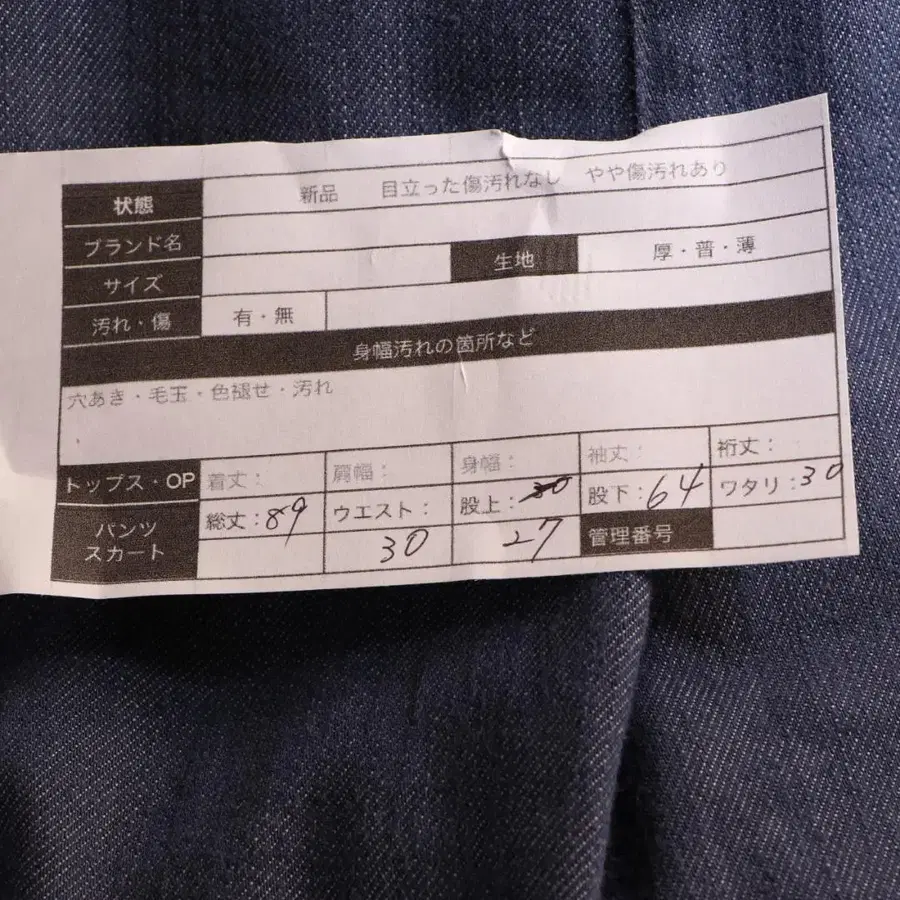 状態 新品 目立った傷汚れなし やや傷汚れあり
ブランド名
サイズ 生地 厚・普・薄
汚れ・傷 有・無
身幅汚れの箇所など
穴あき・毛玉・色褪せ・汚れ
トップス・OP 着丈: 肩幅: 身幅: 袖丈: 裄丈:
パンツ スカート 総丈:89 ウエスト: 股上:30 股下:64 ワタリ:30
30 27 管理番号